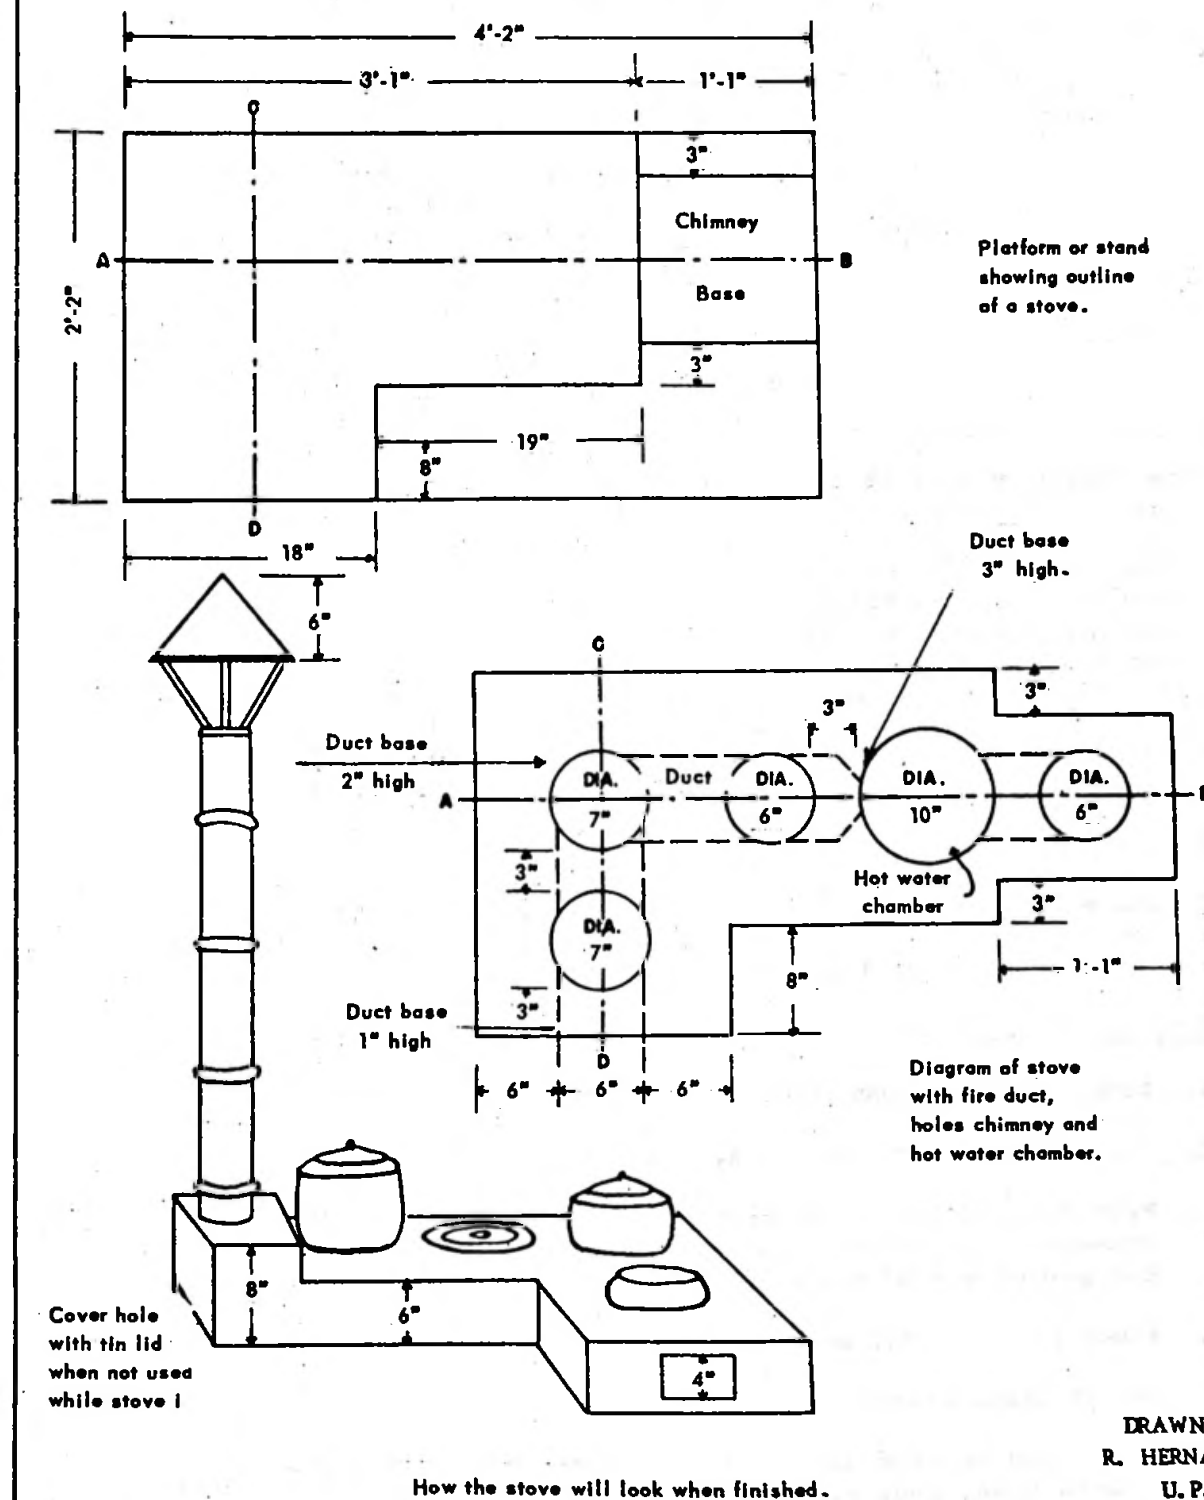 4'-2"
3'-1"
1'-1"
C
3"
Chimney
A
B
Base
2'-2"
3"
19"
8"
D
18"
Platform or stand
showing outline
of a stove.
6"
Duct base
3" high.
C
3"
3"
Duct base
2" high
DIA.
7"
Duct
DIA.
6"
DIA.
10"
DIA.
6"
A
3"
Hot water
chamber
3"
DIA.
7"
8"
1'-1"
3"
Duct base
1" high
D
6"
6"
6"
Diagram of stove
with fire duct,
holes chimney and
hot water chamber.
8"
6"
4"
Cover hole
with tin lid
when not used
while stove i
DRAWN
R. HERNA
U. P
How the stove will look when finished.